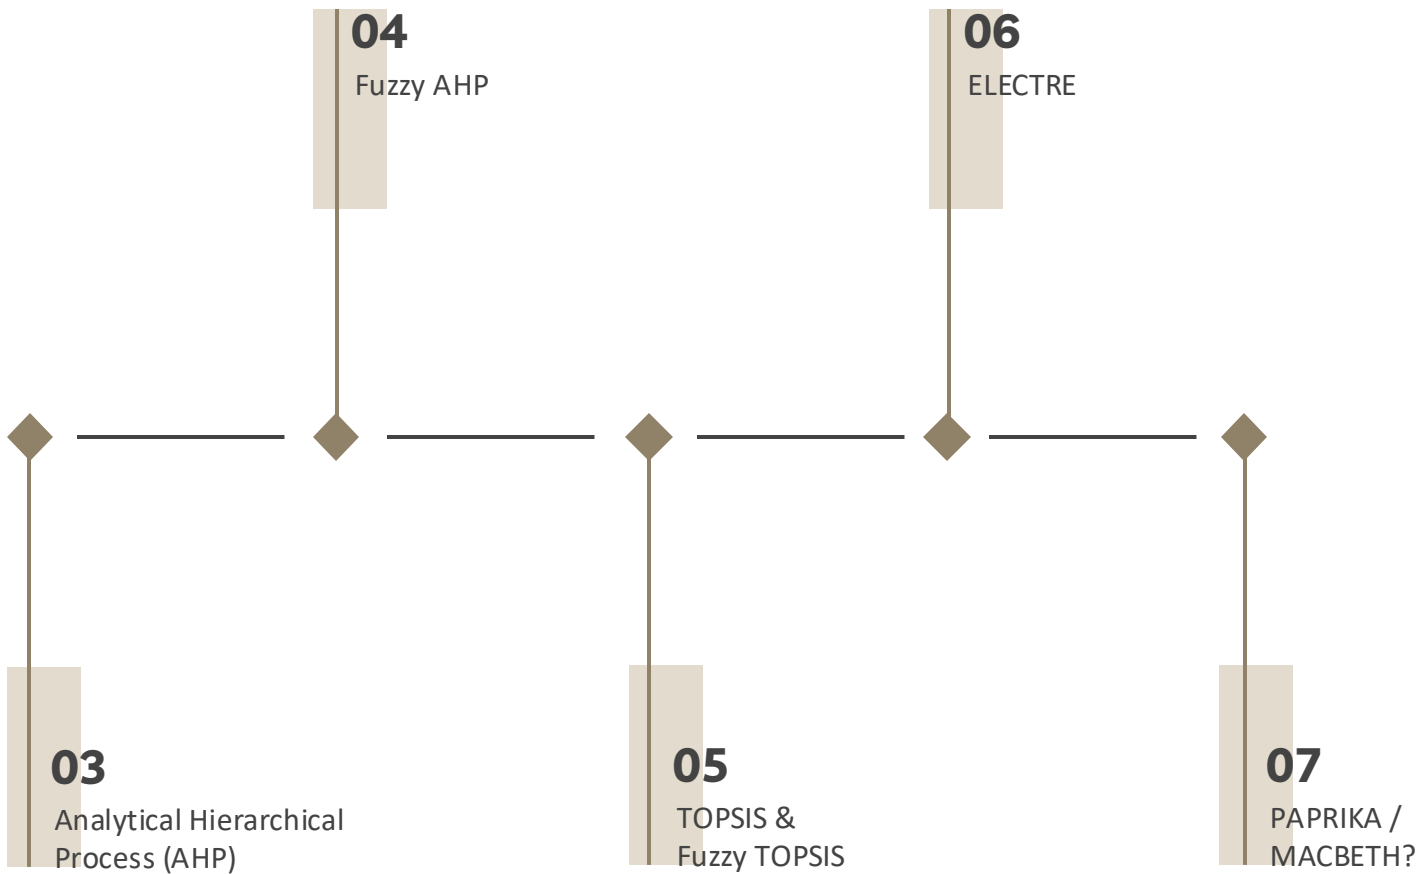 04
Fuzzy AHP
06
ELECTRE
03
Analytical Hierarchical
Process (AHP)
05
TOPSIS &
Fuzzy TOPSIS
07
PAPRIKA /
MACBETH?